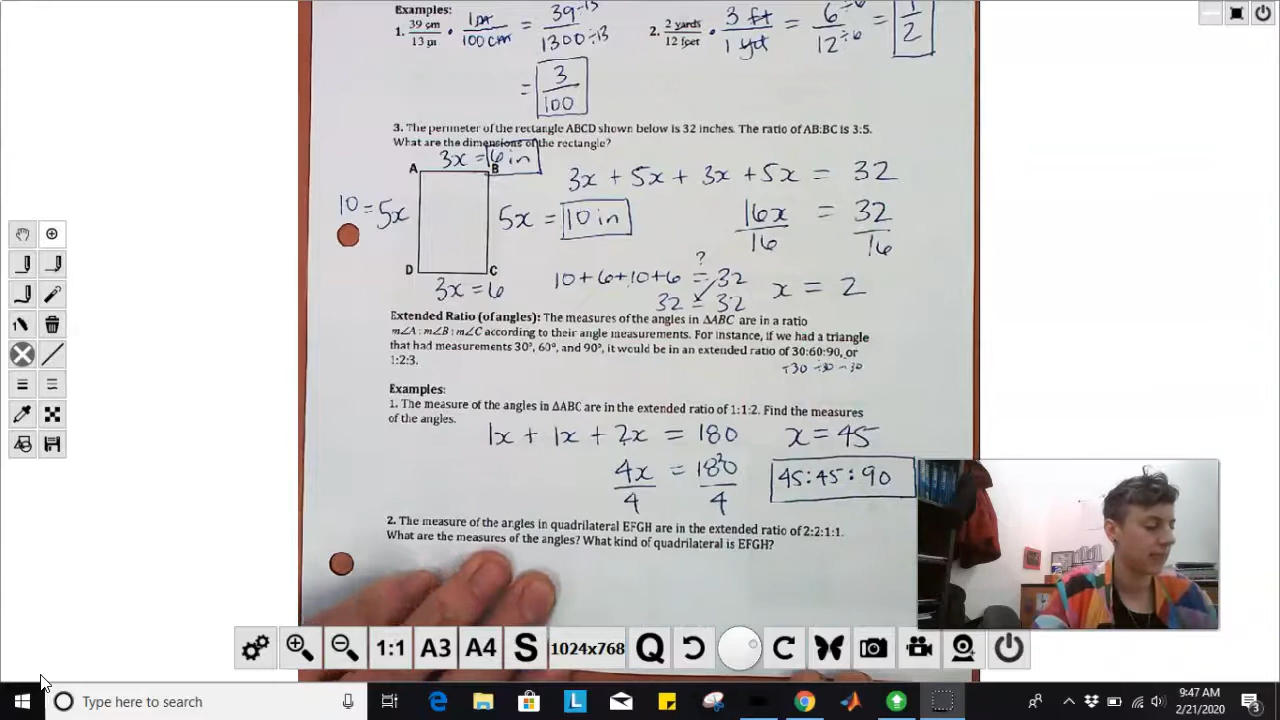 Examples:
1. 39 cm / 13 m · 1m / 100 cm = 39 ÷13 / 1300 ÷13
= 3 / 100
2. 2 yards / 12 feet · 3 ft / 1 yd = 6 ÷6 / 12 ÷6 = 1 / 2
3. The perimeter of the rectangle ABCD shown below is 32 inches. The ratio of AB:BC is 3:5.
What are the dimensions of the rectangle?
3x = 6 in
A B
3x + 5x + 3x + 5x = 32
10 = 5x
5x = 10 in
16x = 32
16 16
D C
3x = 6
10 + 6 + 10 + 6 = 32
?
32 = 32
x = 2
Extended Ratio (of angles): The measures of the angles in ΔABC are in a ratio
m∠A : m∠B : m∠C according to their angle measurements. For instance, if we had a triangle
that had measurements 30°, 60°, and 90°, it would be in an extended ratio of 30:60:90, or
1:2:3.
÷30 ÷30 ÷30
Examples:
1. The measure of the angles in ΔABC are in the extended ratio of 1:1:2. Find the measures
of the angles.
1x + 1x + 2x = 180
x = 45
4x = 180
4 4
45:45:90
2. The measure of the angles in quadrilateral EFGH are in the extended ratio of 2:2:1:1.
What are the measures of the angles? What kind of quadrilateral is EFGH?
1:1
A3
A4
S
1024x768
Q
Type here to search
9:47 AM
2/21/2020
3